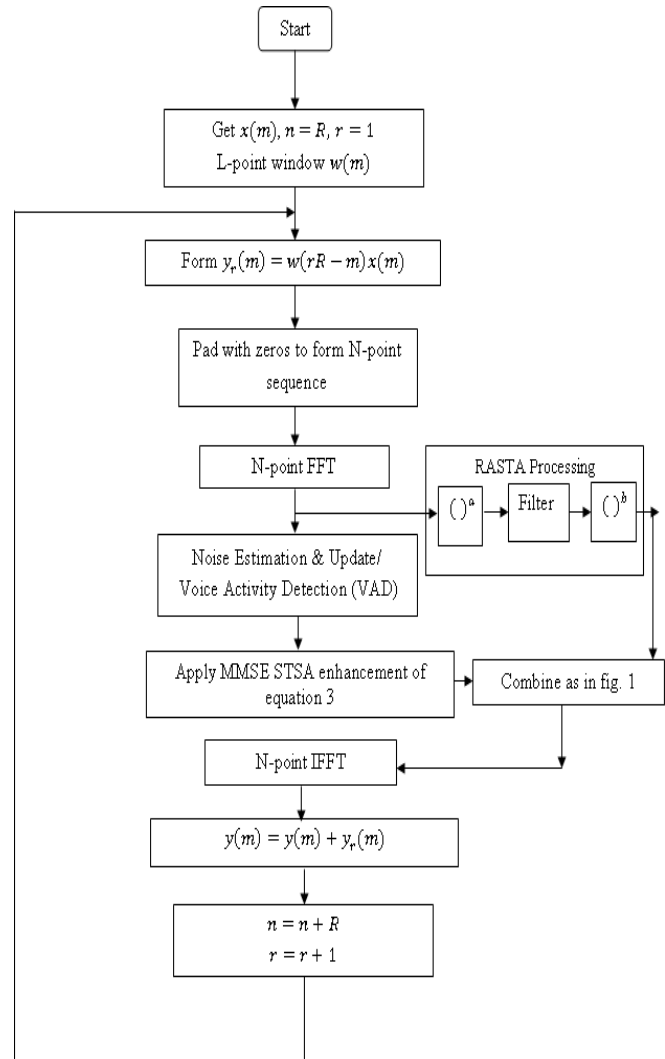 Start
Get x(m), n = R, r = 1
L-point window w(m)
Form yᵣ(m) = w(rR − m)x(m)
Pad with zeros to form N-point
sequence
N-point FFT
RASTA Processing
( )ᵃ
Filter
( )ᵇ
Noise Estimation & Update/
Voice Activity Detection (VAD)
Apply MMSE STSA enhancement of
equation 3
Combine as in fig. 1
N-point IFFT
y(m) = y(m) + yᵣ(m)
n = n + R
r = r + 1